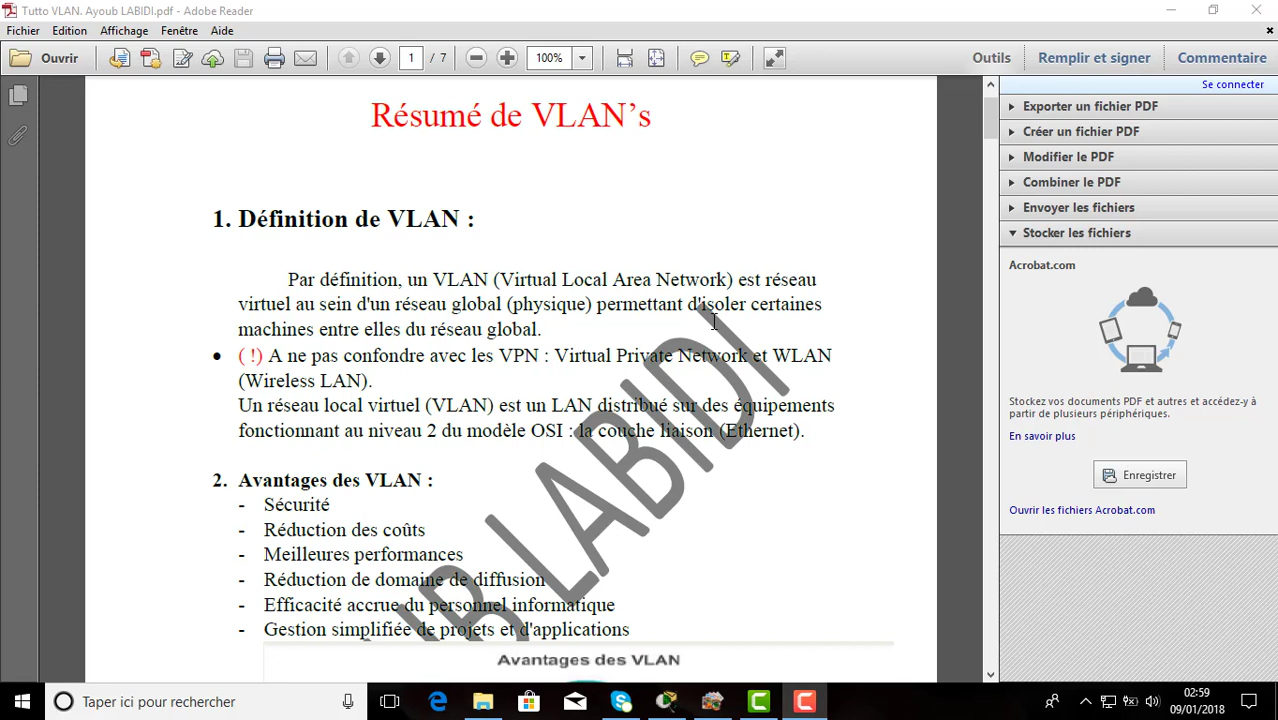 Tutto VLAN. Ayoub LABIDI.pdf - Adobe Reader
Fichier Edition Affichage Fenêtre Aide
Ouvrir 1 / 7 100% Outils Remplir et signer Commentaire
Se connecter
Résumé de VLAN’s
1. Définition de VLAN :
Par définition, un VLAN (Virtual Local Area Network) est réseau
virtuel au sein d'un réseau global (physique) permettant d'isoler certaines
machines entre elles du réseau global.
• ( !) A ne pas confondre avec les VPN : Virtual Private Network et WLAN
(Wireless LAN).
Un réseau local virtuel (VLAN) est un LAN distribué sur des équipements
fonctionnant au niveau 2 du modèle OSI : la couche liaison (Ethernet).
2. Avantages des VLAN :
- Sécurité
- Réduction des coûts
- Meilleures performances
- Réduction de domaine de diffusion
- Efficacité accrue du personnel informatique
- Gestion simplifiée de projets et d'applications
Avantages des VLAN
LABIDI
Exporter un fichier PDF
Créer un fichier PDF
Modifier le PDF
Combiner le PDF
Envoyer les fichiers
Stocker les fichiers
Acrobat.com
Stockez vos documents PDF et autres et accédez-y à
partir de plusieurs périphériques.
En savoir plus
Enregistrer
Ouvrir les fichiers Acrobat.com
Taper ici pour rechercher
02:59
09/01/2018